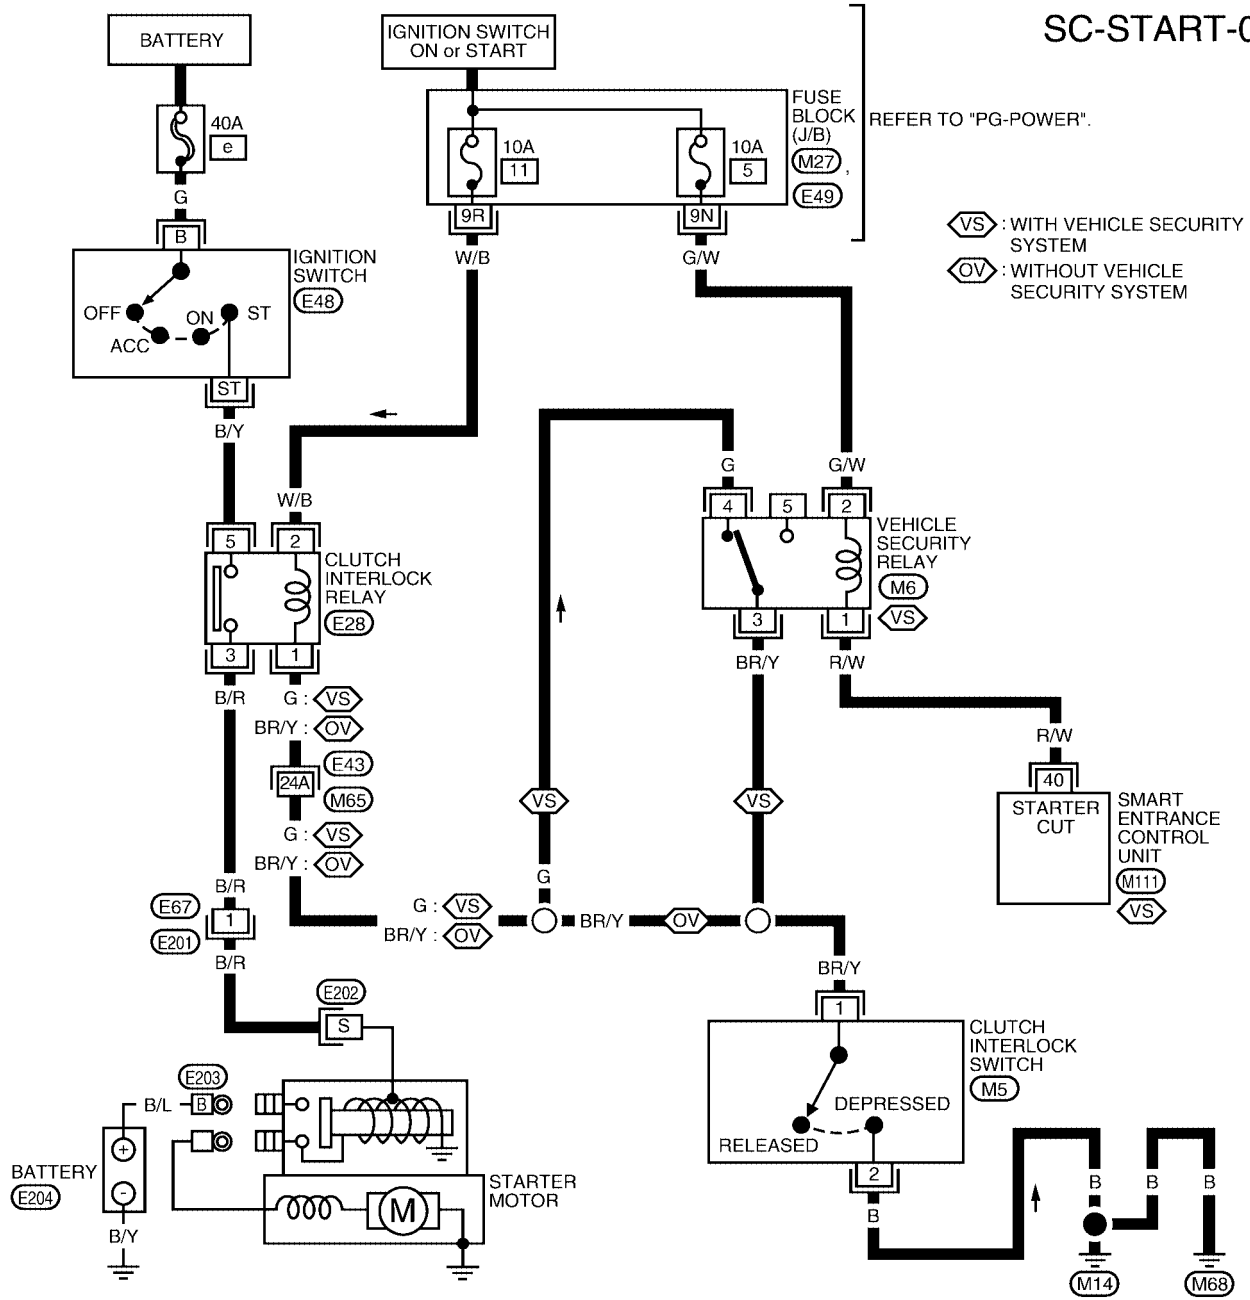 SC-START-0
BATTERY
IGNITION SWITCH
ON or START
40A
e
10A
11
10A
5
FUSE
BLOCK
(J/B)
M27 ,
E49
REFER TO "PG-POWER".
G
B
9R
9N
W/B
G/W
VS : WITH VEHICLE SECURITY
SYSTEM
OV : WITHOUT VEHICLE
SECURITY SYSTEM
IGNITION
SWITCH
E48
OFF
ACC
ON
ST
ST
B/Y
W/B
G
G/W
5
2
4
5
2
CLUTCH
INTERLOCK
RELAY
E28
VEHICLE
SECURITY
RELAY
M6
VS
3
1
3
1
B/R
G : VS
BR/Y : OV
BR/Y
R/W
E43
24A
M65
G : VS
BR/Y : OV
VS
VS
R/W
40
STARTER
CUT
SMART
ENTRANCE
CONTROL
UNIT
M111
VS
B/R
G
E67
1
E201
G : VS
BR/Y : OV
BR/Y
OV
B/R
BR/Y
E202
S
1
CLUTCH
INTERLOCK
SWITCH
M5
DEPRESSED
RELEASED
2
E203
B/L
B
BATTERY
E204
+
-
B/Y
STARTER
MOTOR
M
B
B
B
B
M14
M68